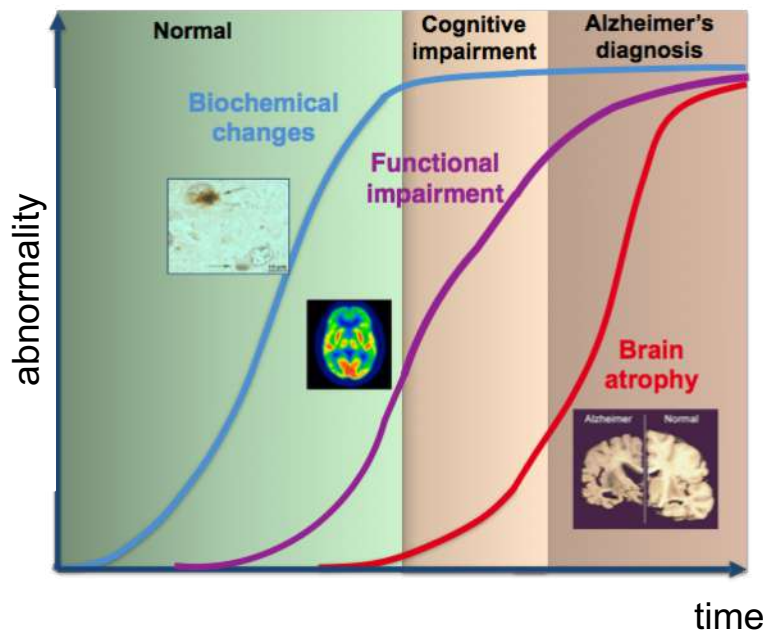 Normal
Cognitive
impairment
Alzheimer's
diagnosis
Biochemical
changes
Functional
impairment
abnormality
Brain
atrophy
Alzheimer
Normal
time